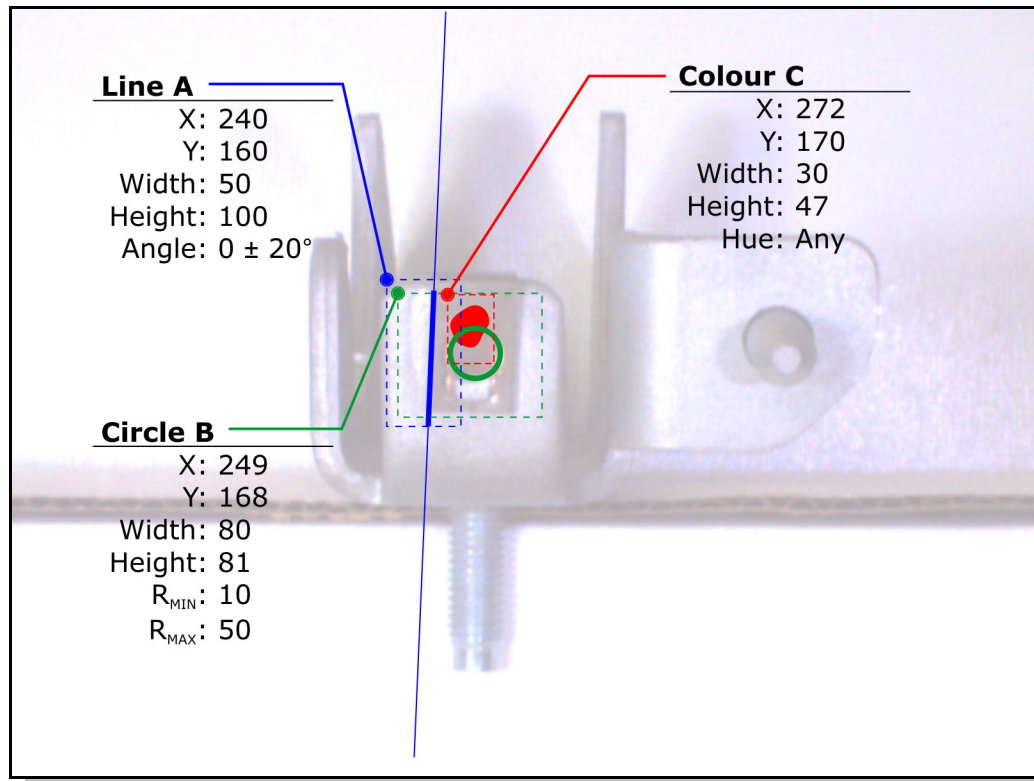 Line A
X: 240
Y: 160
Width: 50
Height: 100
Angle: 0 ± 20°
Colour C
X: 272
Y: 170
Width: 30
Height: 47
Hue: Any
Circle B
X: 249
Y: 168
Width: 80
Height: 81
RMIN: 10
RMAX: 50